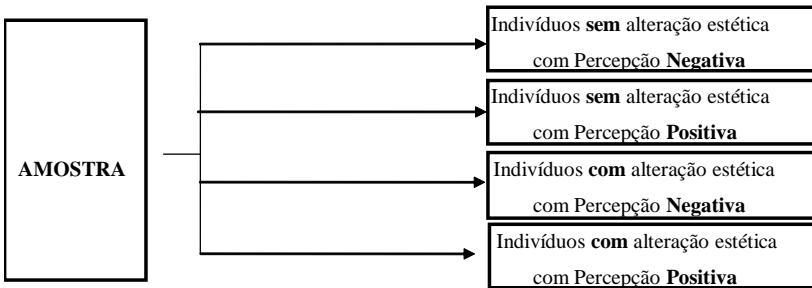 AMOSTRA
Indivíduos sem alteração estética
com Percepção Negativa
Indivíduos sem alteração estética
com Percepção Positiva
Indivíduos com alteração estética
com Percepção Negativa
Indivíduos com alteração estética
com Percepção Positiva